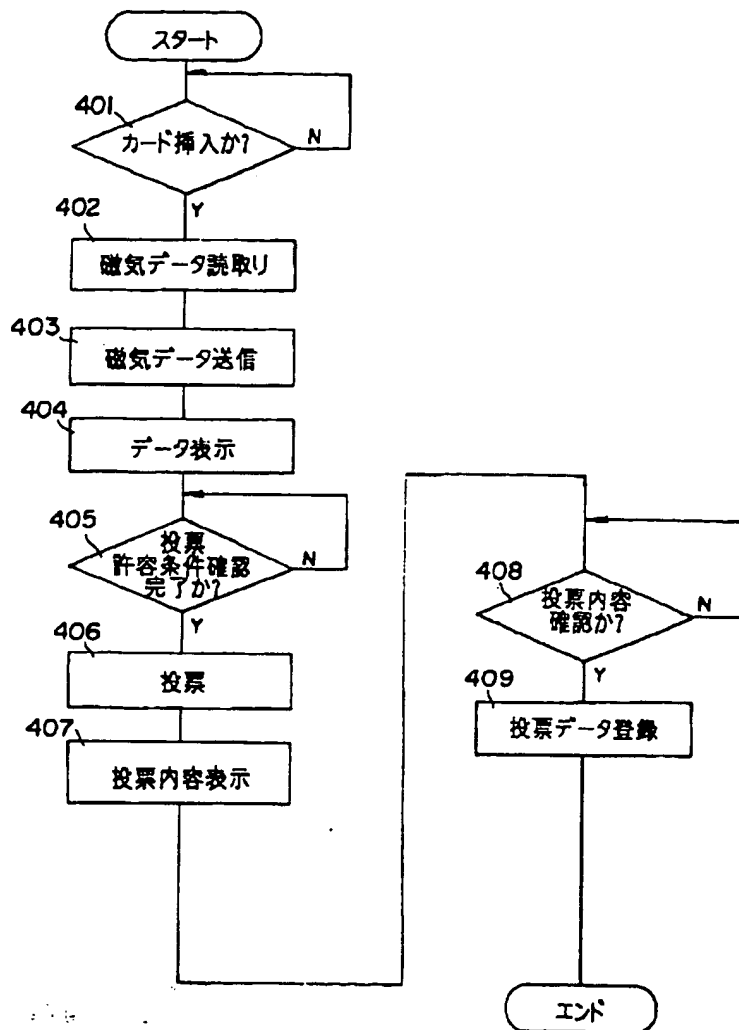 スタート
401
カード挿入か?
N
Y
402
磁気データ読取り
403
磁気データ送信
404
データ表示
405
投票
許容条件確認
完了か?
N
Y
406
投票
407
投票内容表示
408
投票内容
確認か?
N
Y
409
投票データ登録
エンド